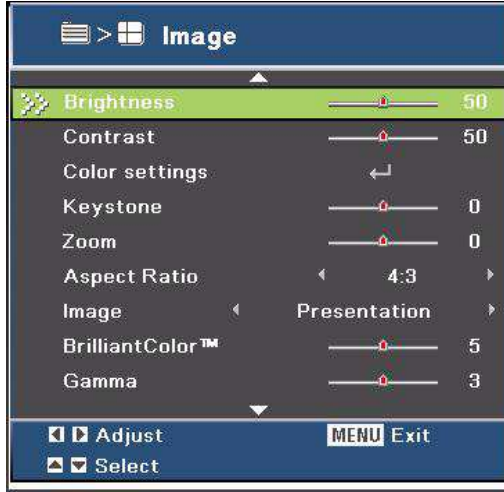 > Image
Brightness 50
Contrast 50
Color settings
Keystone 0
Zoom 0
Aspect Ratio 4:3
Image Presentation
BrilliantColor™ 5
Gamma 3
Adjust MENU Exit
Select